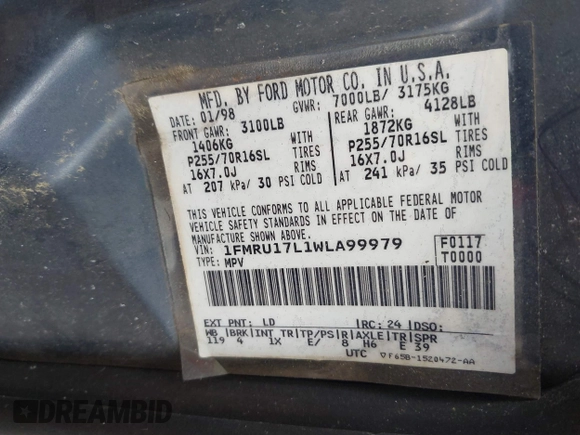 MFD. BY FORD MOTOR CO. IN U.S.A.
DATE: 01/98 GVWR: 7000LB/ 3175KG
FRONT GAWR: 3100LB REAR GAWR: 4128LB
1406KG WITH 1872KG WITH
P255/70R16SL TIRES P255/70R16SL TIRES
16X7.0J RIMS 16X7.0J RIMS
AT 207 kPa/ 30 PSI COLD AT 241 kPa/ 35 PSI COLD
THIS VEHICLE CONFORMS TO ALL APPLICABLE FEDERAL MOTOR
VEHICLE SAFETY STANDARDS IN EFFECT ON THE DATE OF
MANUFACTURE SHOWN ABOVE.
VIN: 1FMRU17L1WLA99979 F0117
TYPE: MPV T0000
EXT PNT: LD RC: 24 DSO:
WB BRK INT TR TP/PS R AXLE TR SPR
119 4 1X E/ 8 H6 E 39
UTC ▽F65B-1520472-AA
DREAMBID